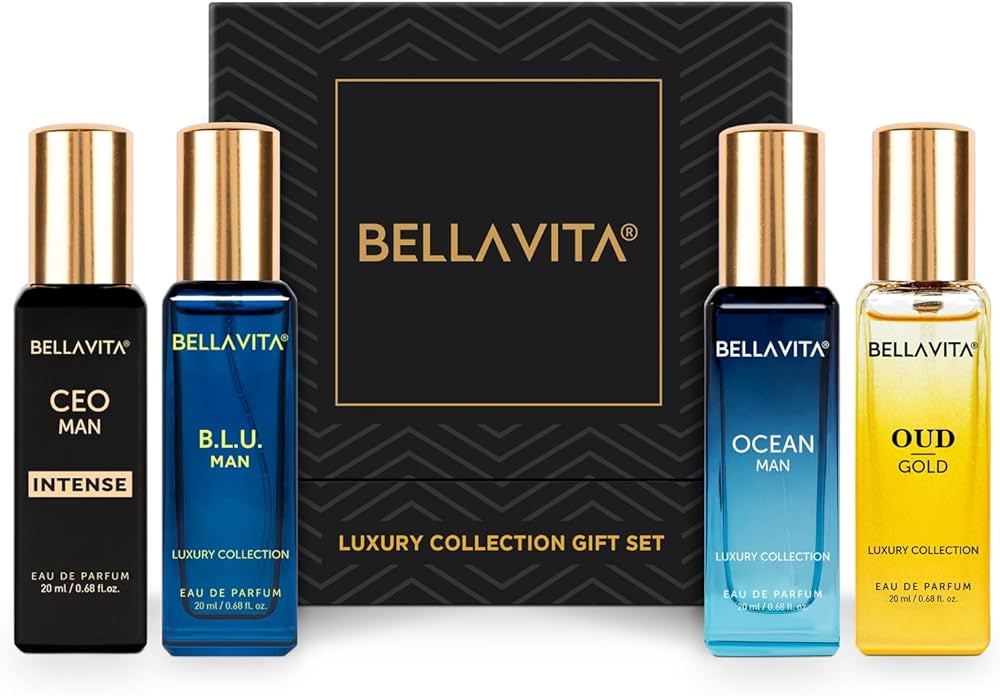 BELLAVITA®
LUXURY COLLECTION GIFT SET
BELLAVITA®
CEO
MAN
INTENSE
EAU DE PARFUM
20 ml / 0.68 fl.oz.
BELLAVITA®
B.L.U.
MAN
LUXURY COLLECTION
EAU DE PARFUM
20 ml / 0.68 fl. oz.
BELLAVITA®
OCEAN
MAN
LUXURY COLLECTION
EAU DE PARFUM
20 ml / 0.68 fl. oz.
BELLAVITA®
OUD
GOLD
LUXURY COLLECTION
EAU DE PARFUM
20 ml / 0.68 fl. oz.